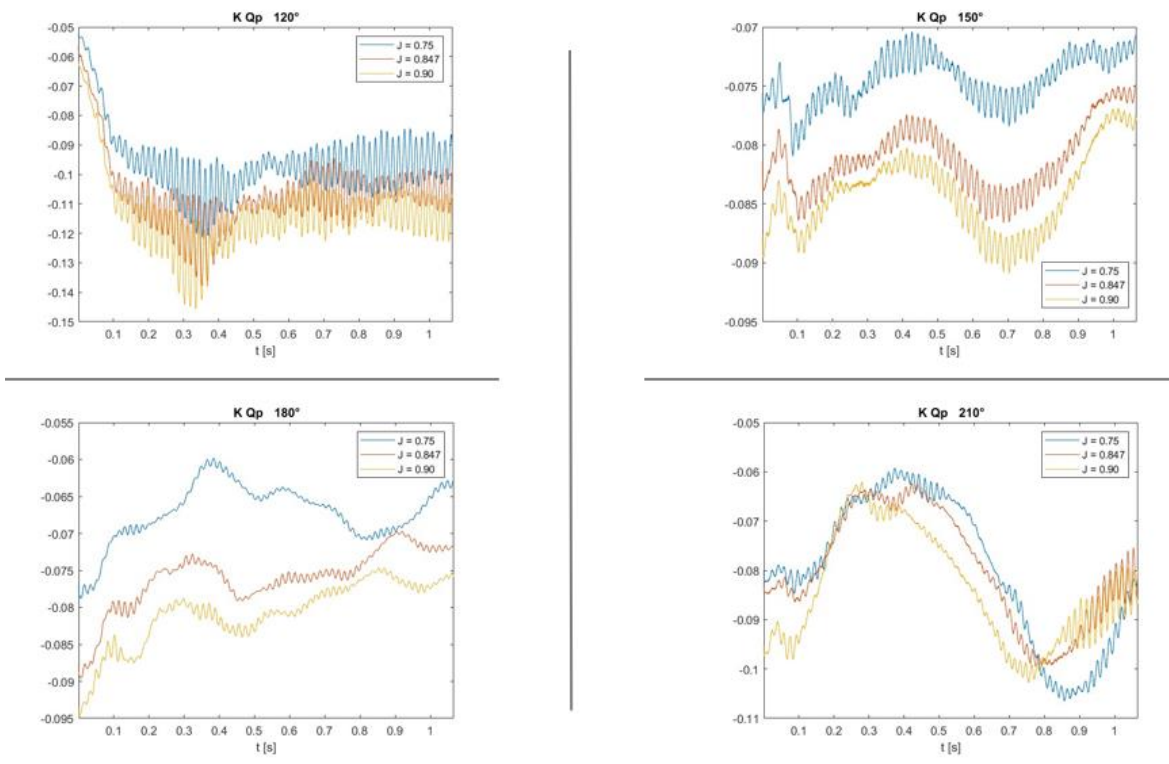 K Qp 120°
-0.05
-0.06
-0.07
-0.08
-0.09
-0.1
-0.11
-0.12
-0.13
-0.14
-0.15
J = 0.75
J = 0.847
J = 0.90
0.1 0.2 0.3 0.4 0.5 0.6 0.7 0.8 0.9 1
t [s]
K Qp 150°
-0.07
-0.075
-0.08
-0.085
-0.09
-0.095
J = 0.75
J = 0.847
J = 0.90
0.1 0.2 0.3 0.4 0.5 0.6 0.7 0.8 0.9 1
t [s]
K Qp 180°
-0.055
-0.06
-0.065
-0.07
-0.075
-0.08
-0.085
-0.09
-0.095
J = 0.75
J = 0.847
J = 0.90
0.1 0.2 0.3 0.4 0.5 0.6 0.7 0.8 0.9 1
t [s]
K Qp 210°
-0.05
-0.06
-0.07
-0.08
-0.09
-0.1
-0.11
J = 0.75
J = 0.847
J = 0.90
0.1 0.2 0.3 0.4 0.5 0.6 0.7 0.8 0.9 1
t [s]